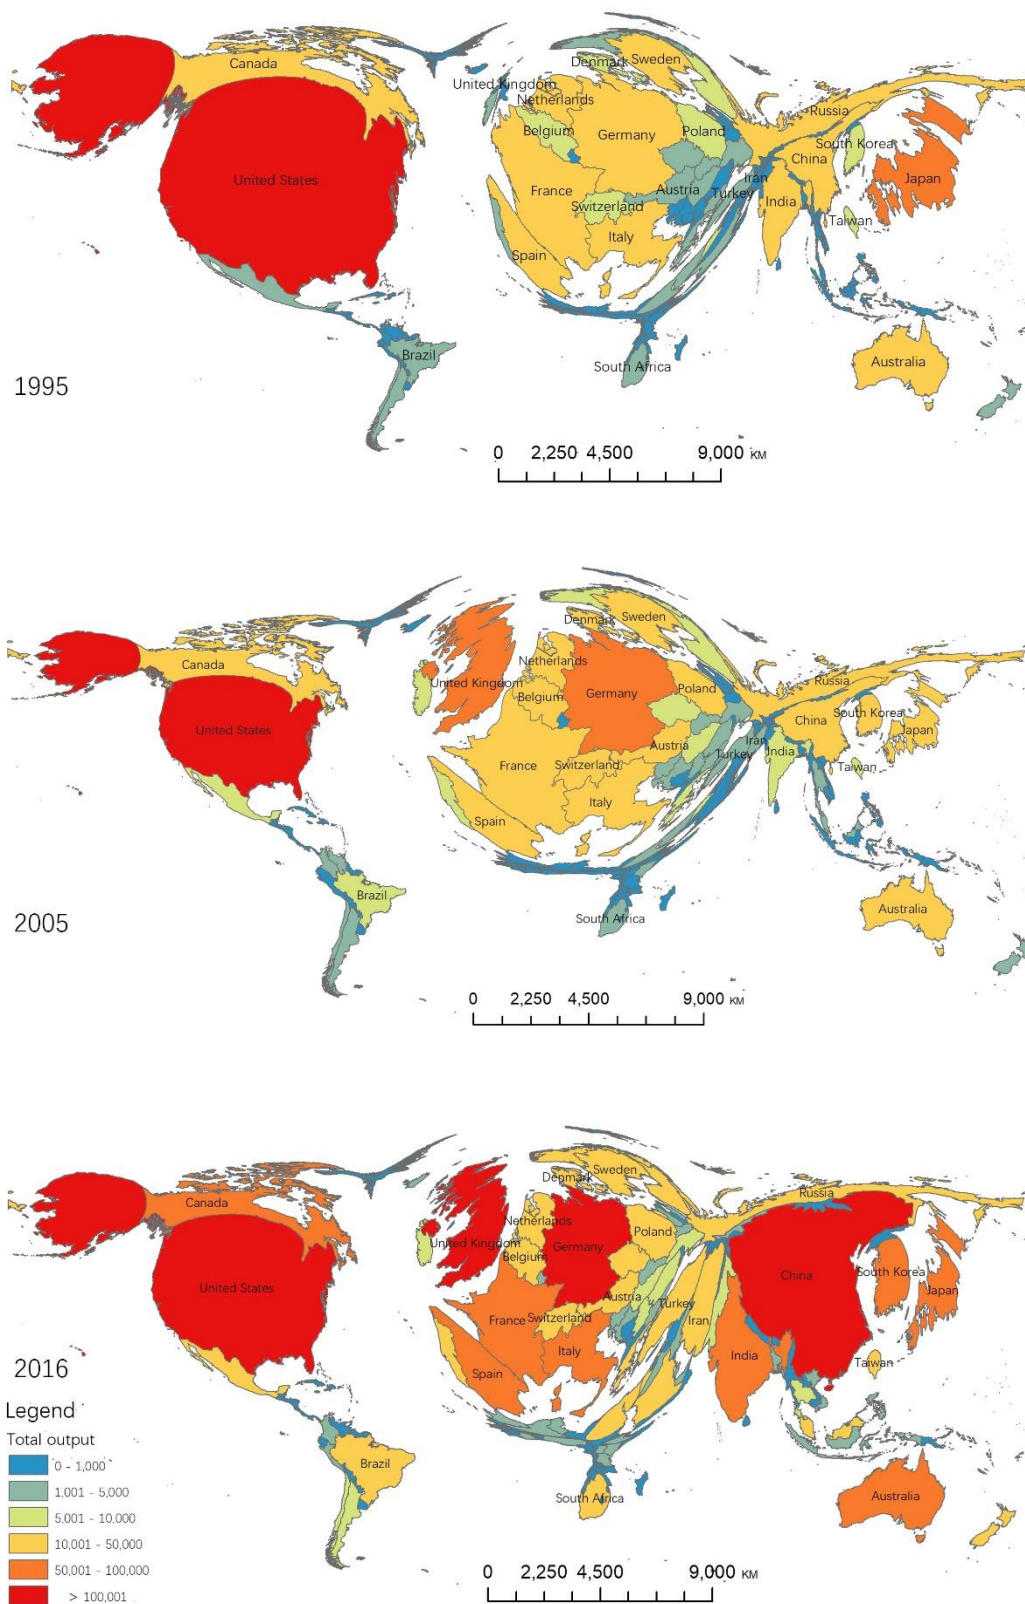 Canada
United States
Brazil
1995
Denmark
Sweden
United Kingdom
Netherlands
Belgium
Germany
Poland
France
Austria
Switzerland
Italy
Spain
Turkey
Iran
Russia
China
South Korea
Japan
India
Taiwan
South Africa
Australia
0 2,250 4,500 9,000 KM
Canada
United States
Brazil
2005
Denmark
Sweden
Netherlands
United Kingdom
Belgium
Germany
Poland
France
Austria
Switzerland
Italy
Spain
Turkey
Iran
Russia
China
South Korea
Japan
India
Taiwan
South Africa
Australia
0 2,250 4,500 9,000 KM
Canada
United States
Brazil
2016
Denmark
Sweden
Netherlands
United Kingdom
Belgium
Germany
Poland
France
Austria
Switzerland
Italy
Spain
Turkey
Iran
Russia
China
South Korea
Japan
India
Taiwan
South Africa
Australia
0 2,250 4,500 9,000 KM
Legend
Total output
0 - 1,000
1,001 - 5,000
5,001 - 10,000
10,001 - 50,000
50,001 - 100,000
> 100,001